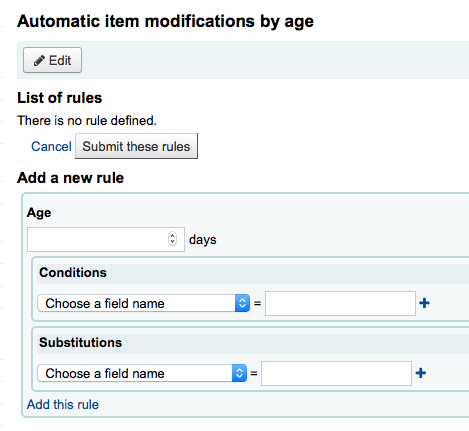 Automatic item modifications by age
Edit
List of rules
There is no rule defined.
Cancel Submit these rules
Add a new rule
Age
days
Conditions
Choose a field name =
Substitutions
Choose a field name =
Add this rule